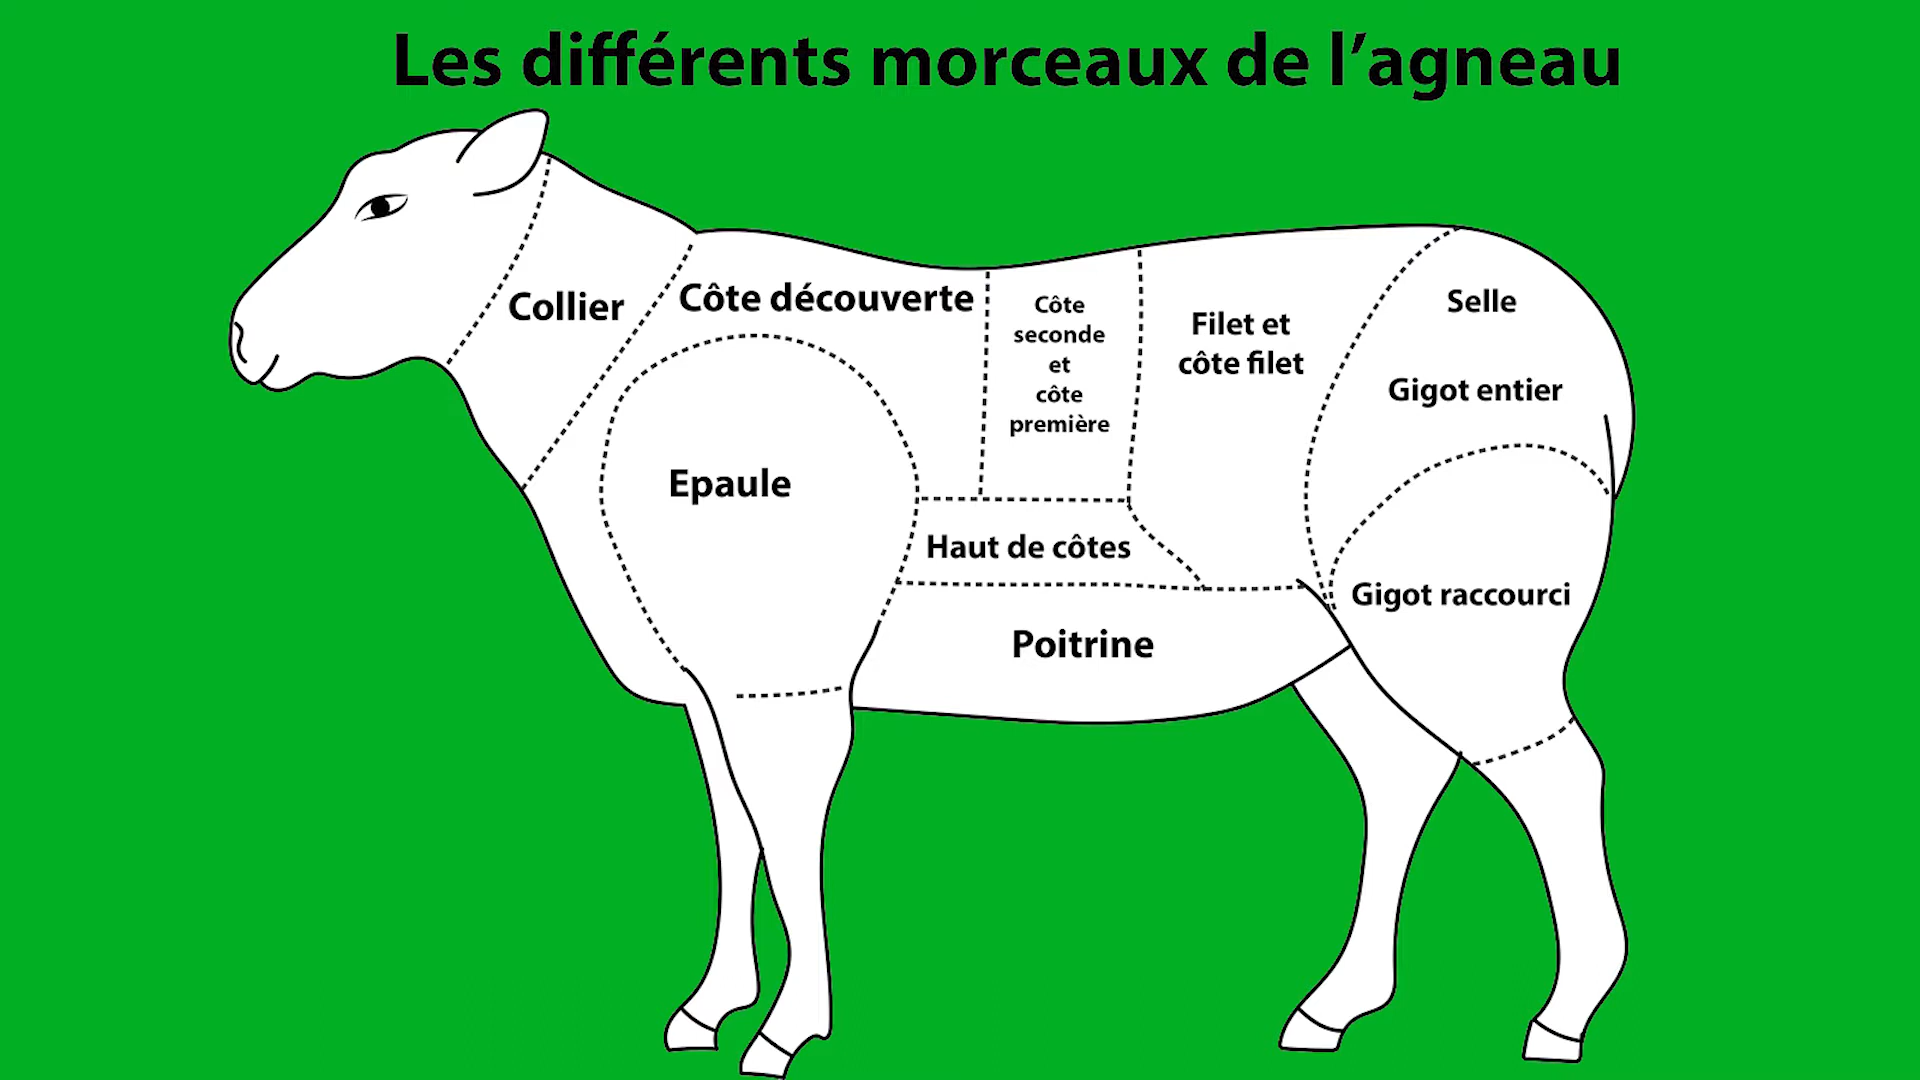 Les différents morceaux de l’agneau
Collier
Côte découverte
Côte
seconde
et
côte
première
Filet et
côte filet
Selle
Gigot entier
Epaule
Haut de côtes
Gigot raccourci
Poitrine